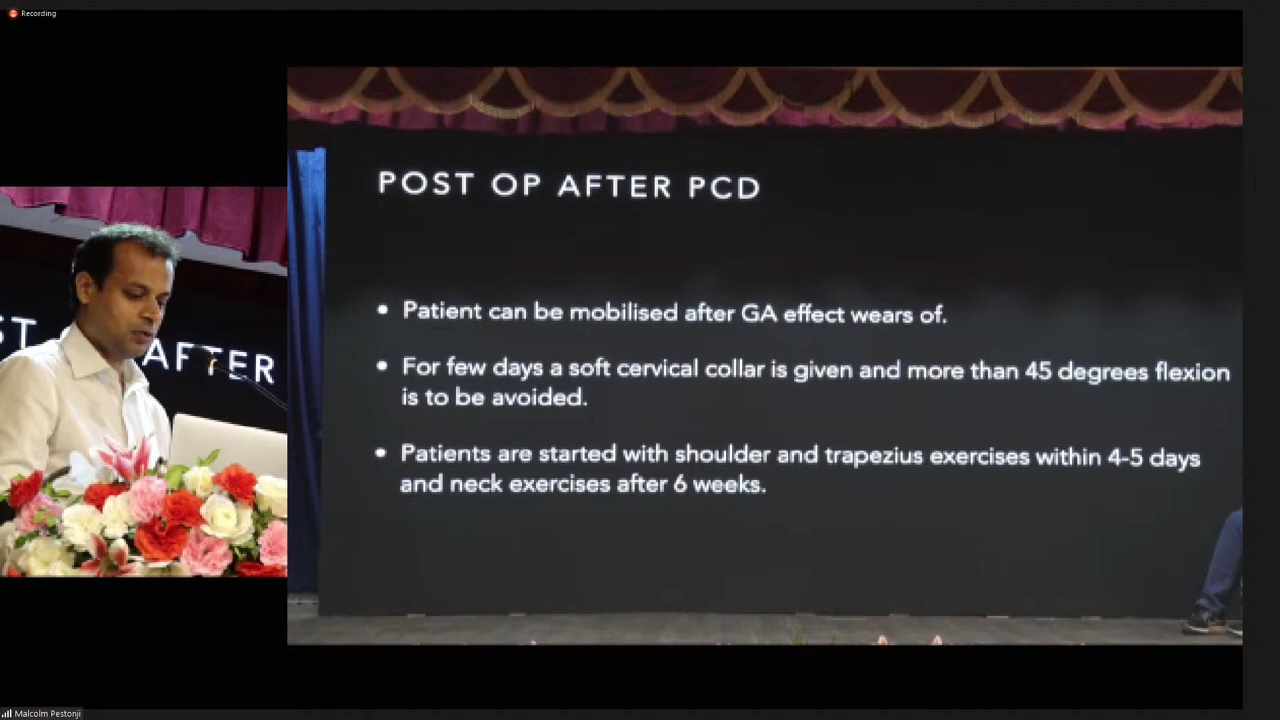 Recording
POST OP AFTER PCD
• Patient can be mobilised after GA effect wears of.
• For few days a soft cervical collar is given and more than 45 degrees flexion
is to be avoided.
• Patients are started with shoulder and trapezius exercises within 4-5 days
and neck exercises after 6 weeks.
ST
AFTER
Malcolm Pestonji